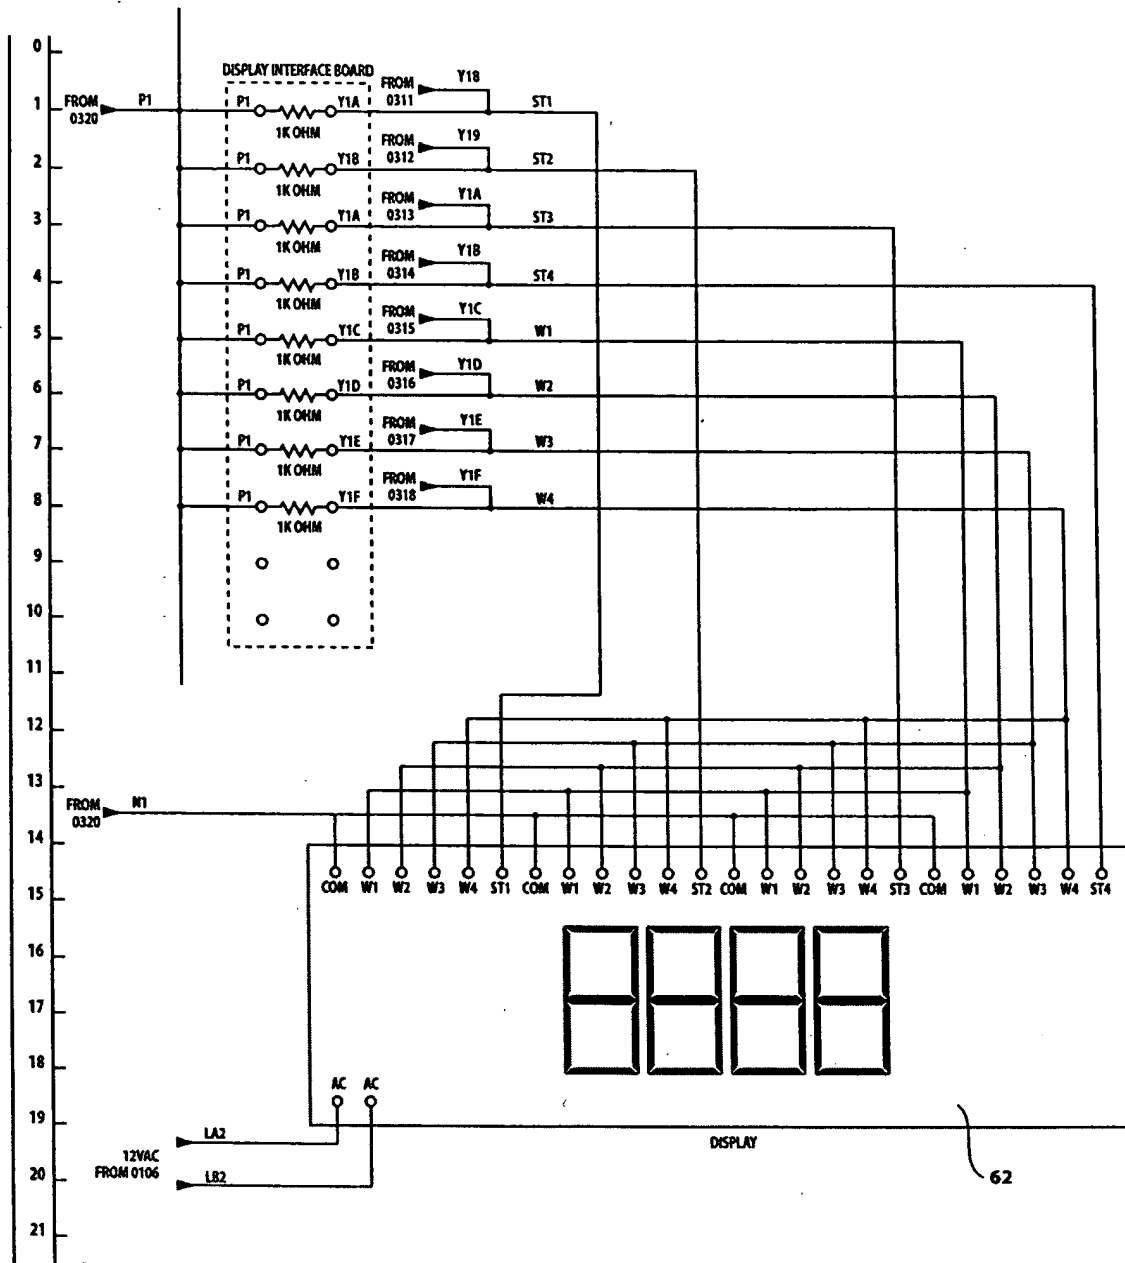 0
DISPLAY INTERFACE BOARD
1 FROM 0320 P1 P1 Y1A 1K OHM FROM 0311 Y18 ST1
2 P1 Y1B 1K OHM FROM 0312 Y19 ST2
3 P1 Y1A 1K OHM FROM 0313 Y1A ST3
4 P1 Y1B 1K OHM FROM 0314 Y1B ST4
5 P1 Y1C 1K OHM FROM 0315 Y1C W1
6 P1 Y1D 1K OHM FROM 0316 Y1D W2
7 P1 Y1E 1K OHM FROM 0317 Y1E W3
8 P1 Y1F 1K OHM FROM 0318 Y1F W4
9
10
11
12
13
FROM 0320 N1
14
COM W1 W2 W3 W4 ST1 COM W1 W2 W3 W4 ST2 COM W1 W2 W3 W4 ST3 COM W1 W2 W3 W4 ST4
15
16
17
18
AC AC
19
LA2
DISPLAY
12VAC
FROM 0106
20
LB2
62
21